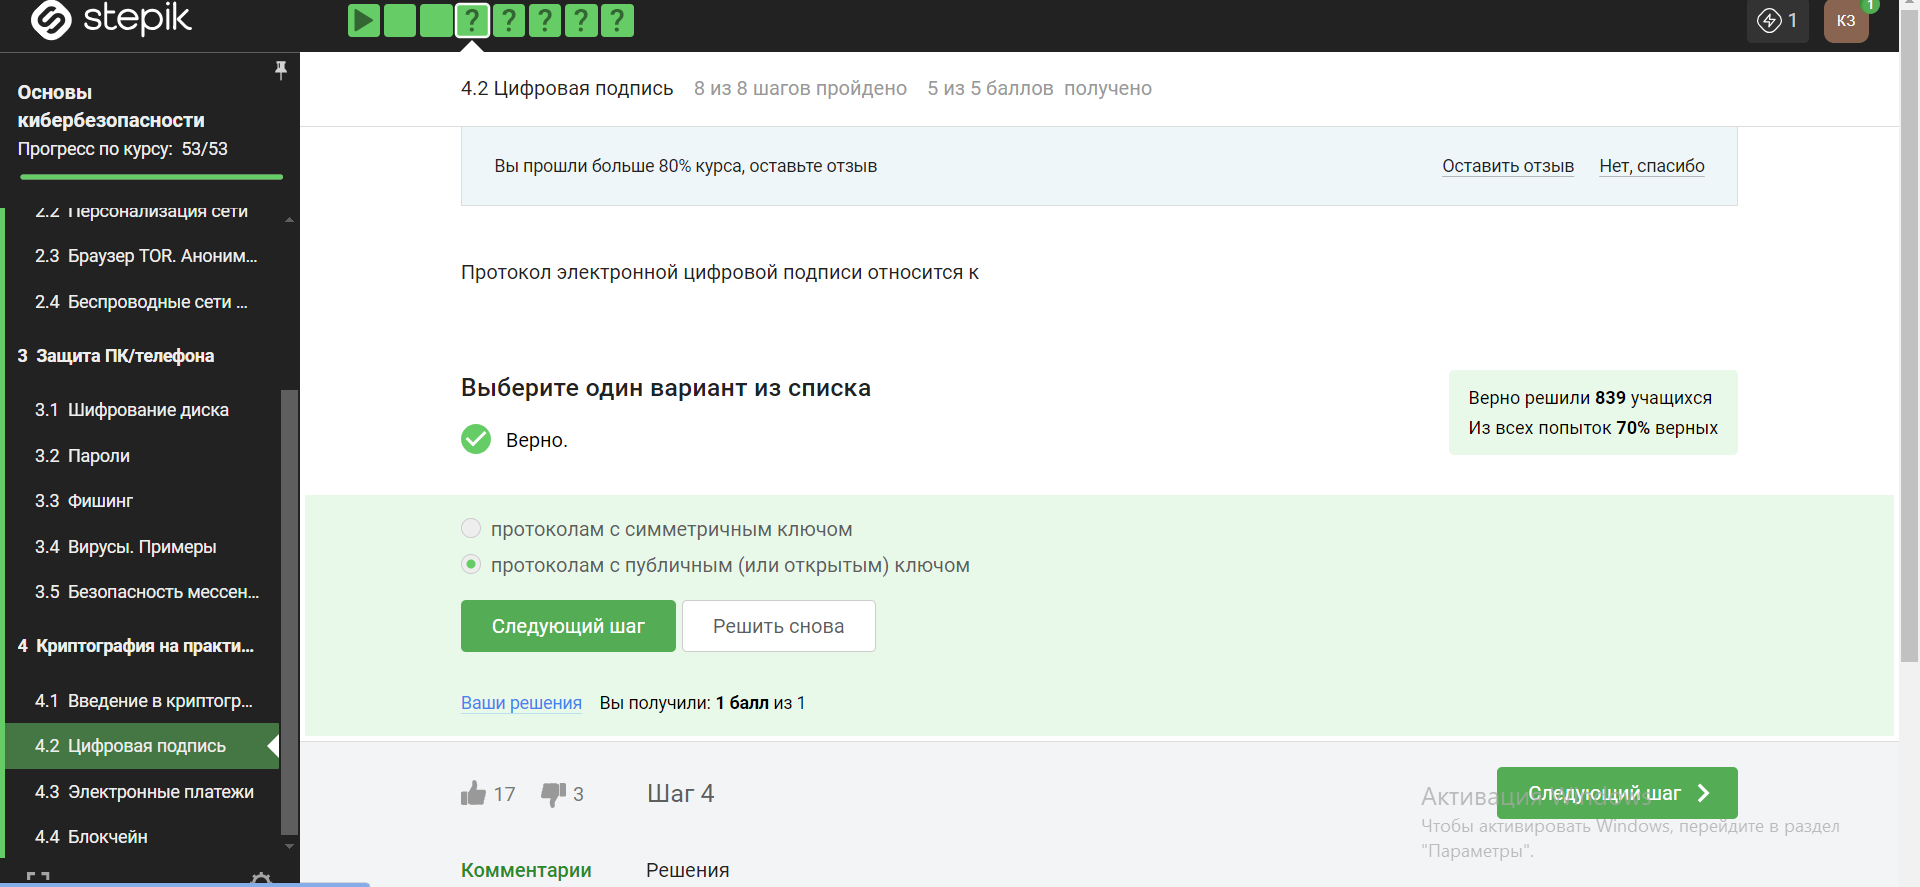 stepik
?
?
?
?
?
1
КЗ
1
Основы
кибербезопасности
Прогресс по курсу: 53/53
2.2 Персонализация сети
2.3 Браузер TOR. Аноним...
2.4 Беспроводные сети ...
3 Защита ПК/телефона
3.1 Шифрование диска
3.2 Пароли
3.3 Фишинг
3.4 Вирусы. Примеры
3.5 Безопасность мессен...
4 Криптография на практи...
4.1 Введение в криптогр...
4.2 Цифровая подпись
4.3 Электронные платежи
4.4 Блокчейн
4.2 Цифровая подпись 8 из 8 шагов пройдено 5 из 5 баллов получено
Вы прошли больше 80% курса, оставьте отзыв Оставить отзыв Нет, спасибо
Протокол электронной цифровой подписи относится к
Выберите один вариант из списка
Верно.
Верно решили 839 учащихся
Из всех попыток 70% верных
протоколам с симметричным ключом
протоколам с публичным (или открытым) ключом
Следующий шаг Решить снова
Ваши решения Вы получили: 1 балл из 1
17 3 Шаг 4
Следующий шаг
Активация Windows
Чтобы активировать Windows, перейдите в раздел
"Параметры".
Комментарии Решения